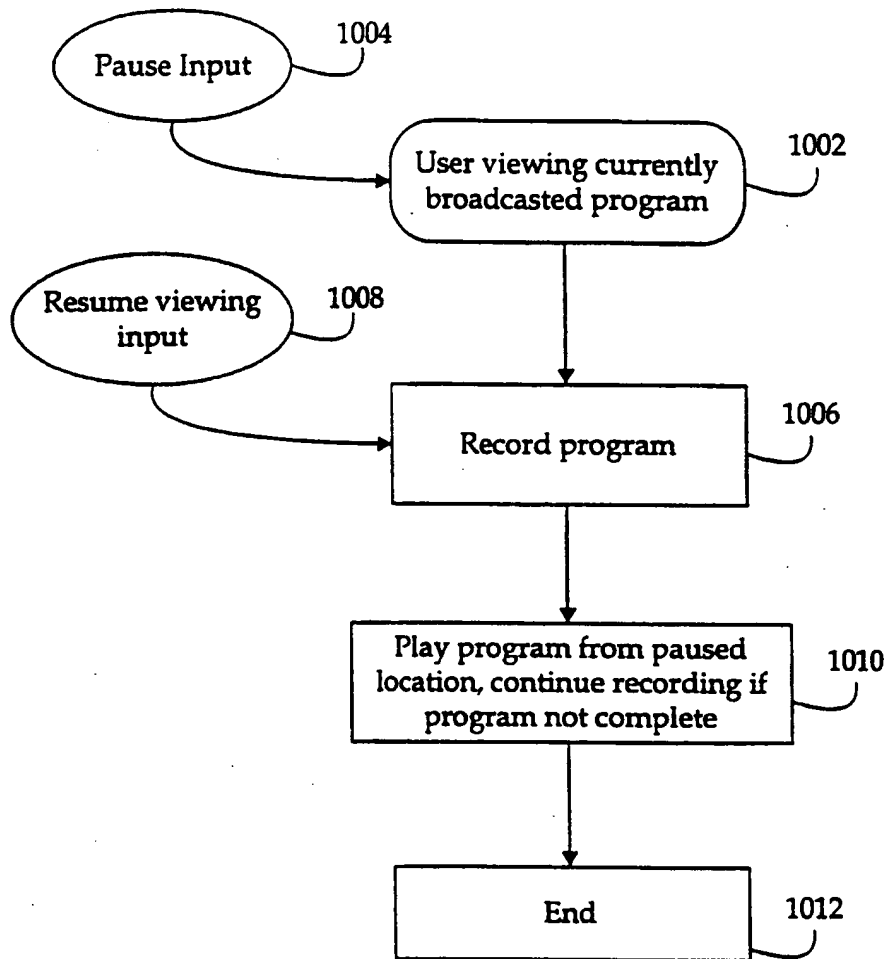 1004
Pause Input
1002
User viewing currently
broadcasted program
1008
Resume viewing
input
1006
Record program
1010
Play program from paused
location, continue recording if
program not complete
End
1012